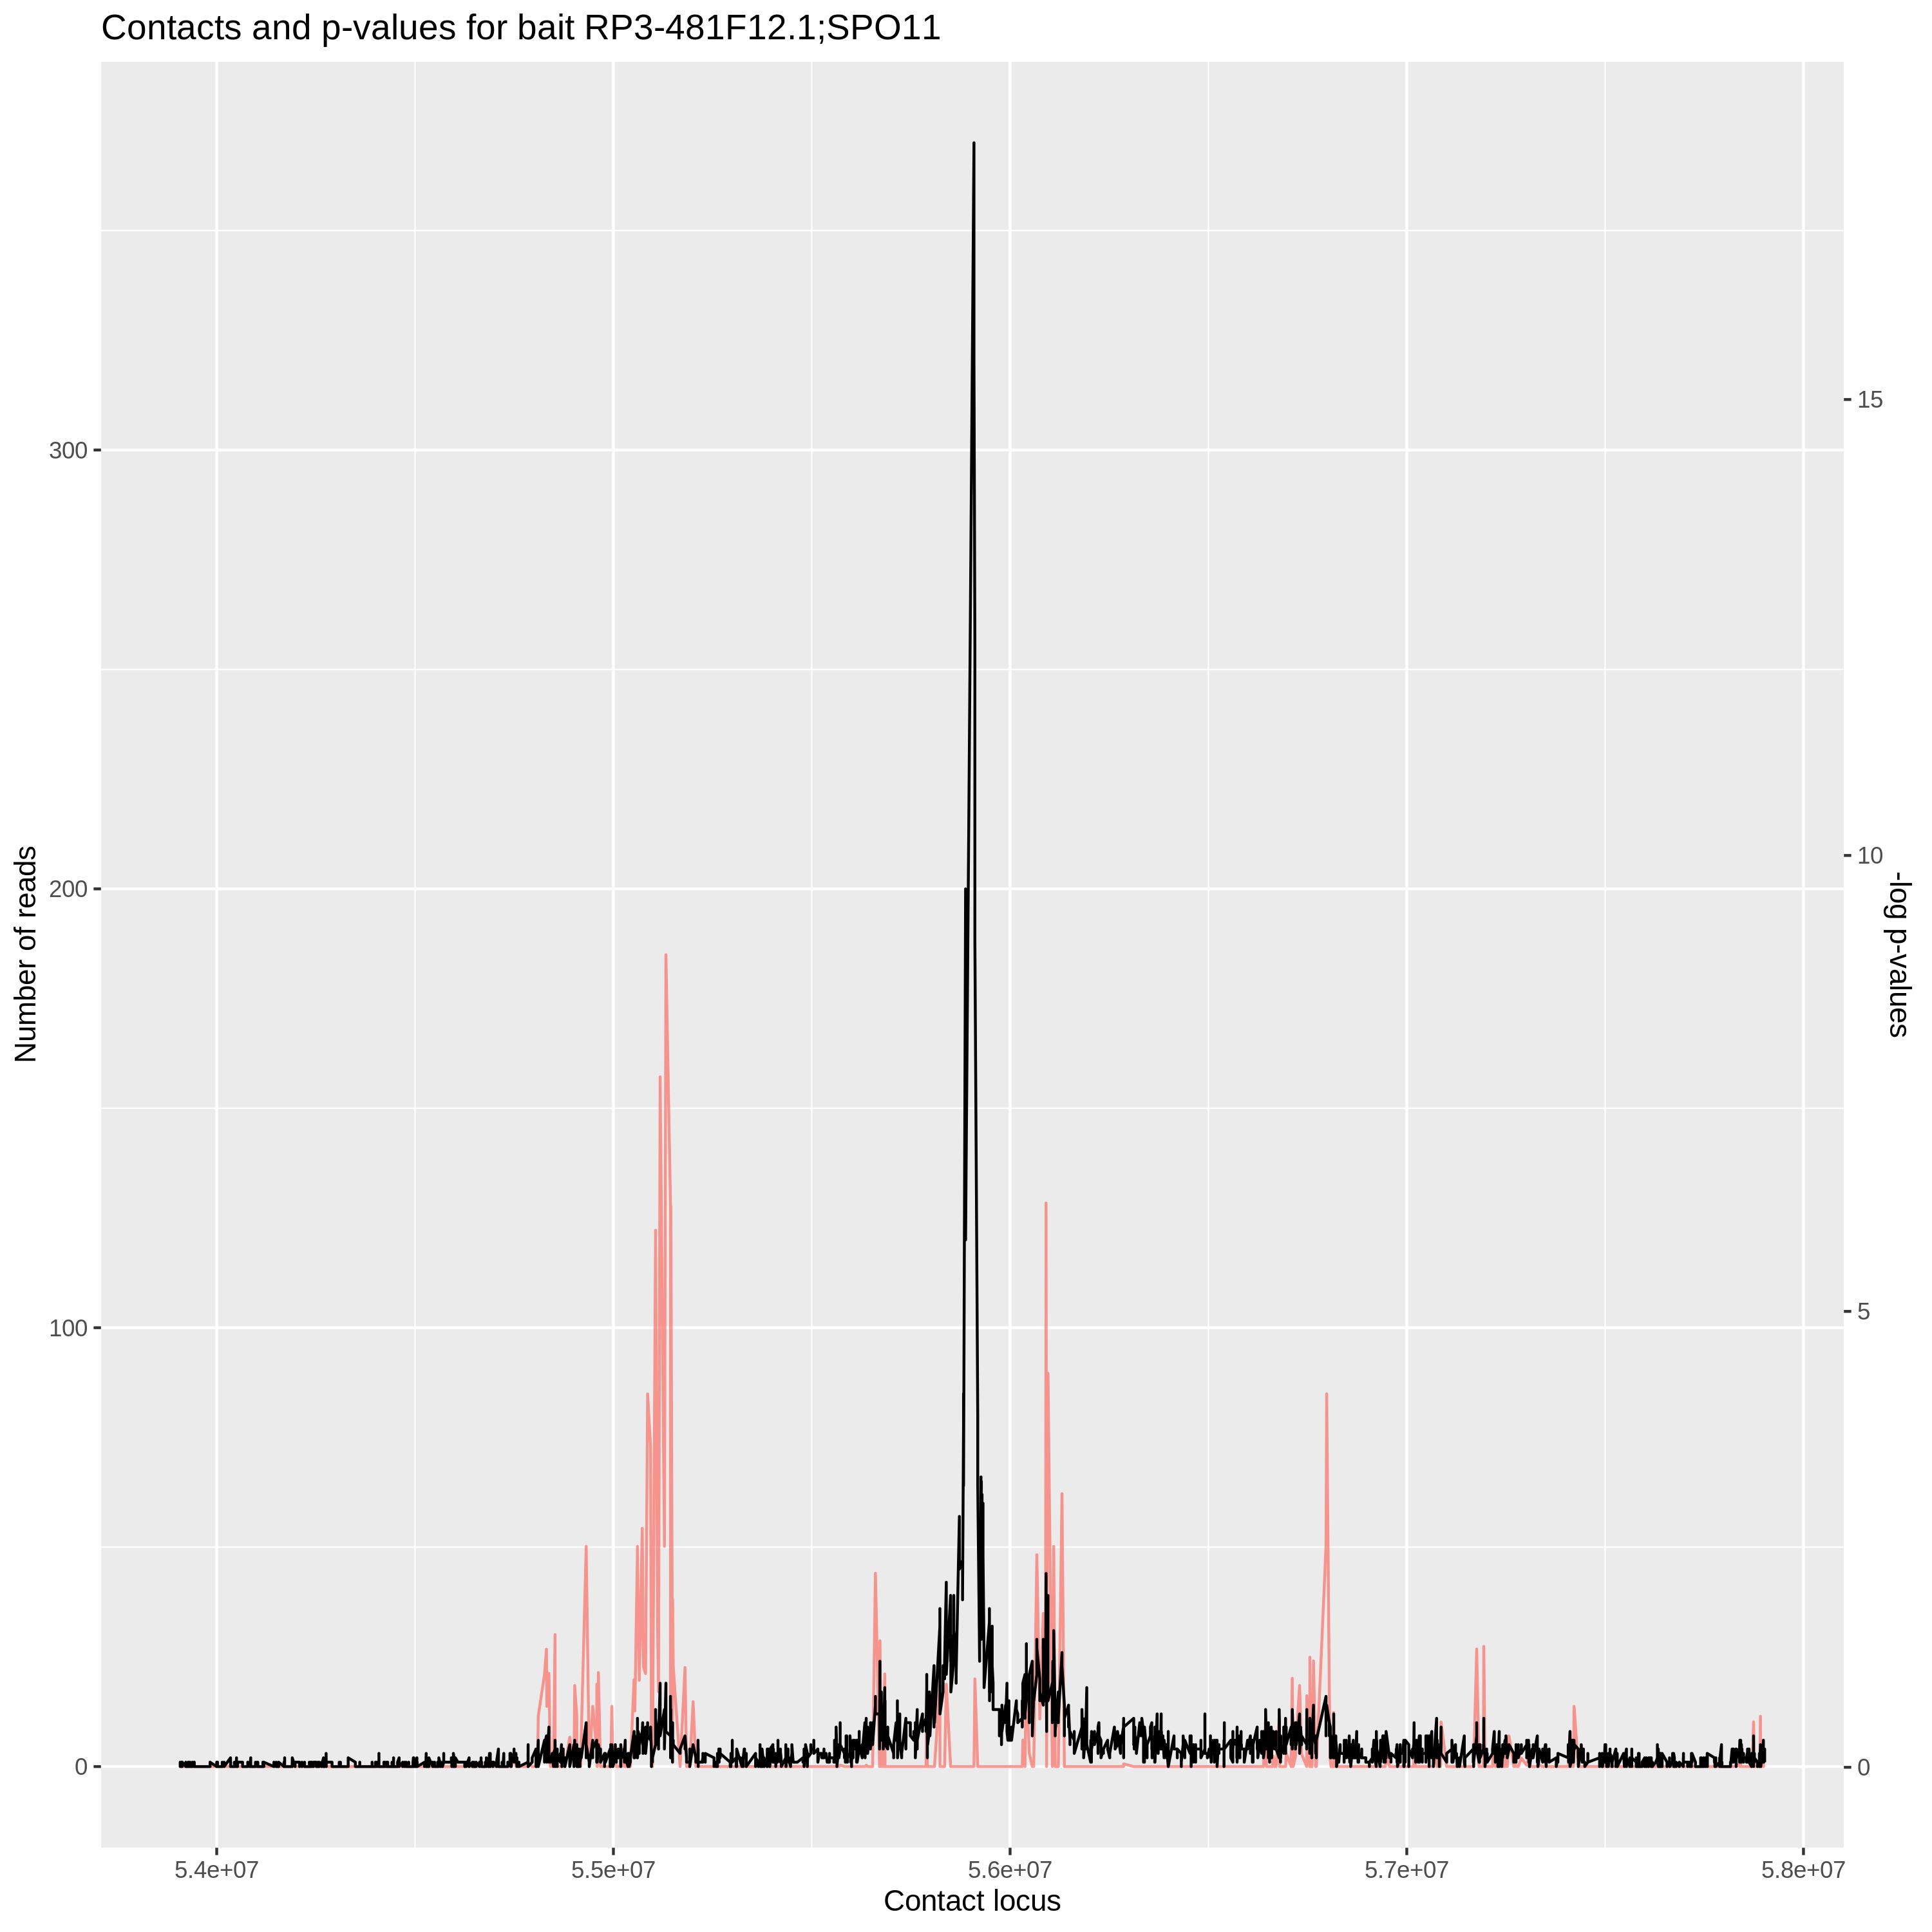 Contacts and p-values for bait RP3-481F12.1;SPO11
300
200
100
0
Number of reads
15
10
5
0
-log p-values
5.4e+07
5.5e+07
5.6e+07
5.7e+07
5.8e+07
Contact locus